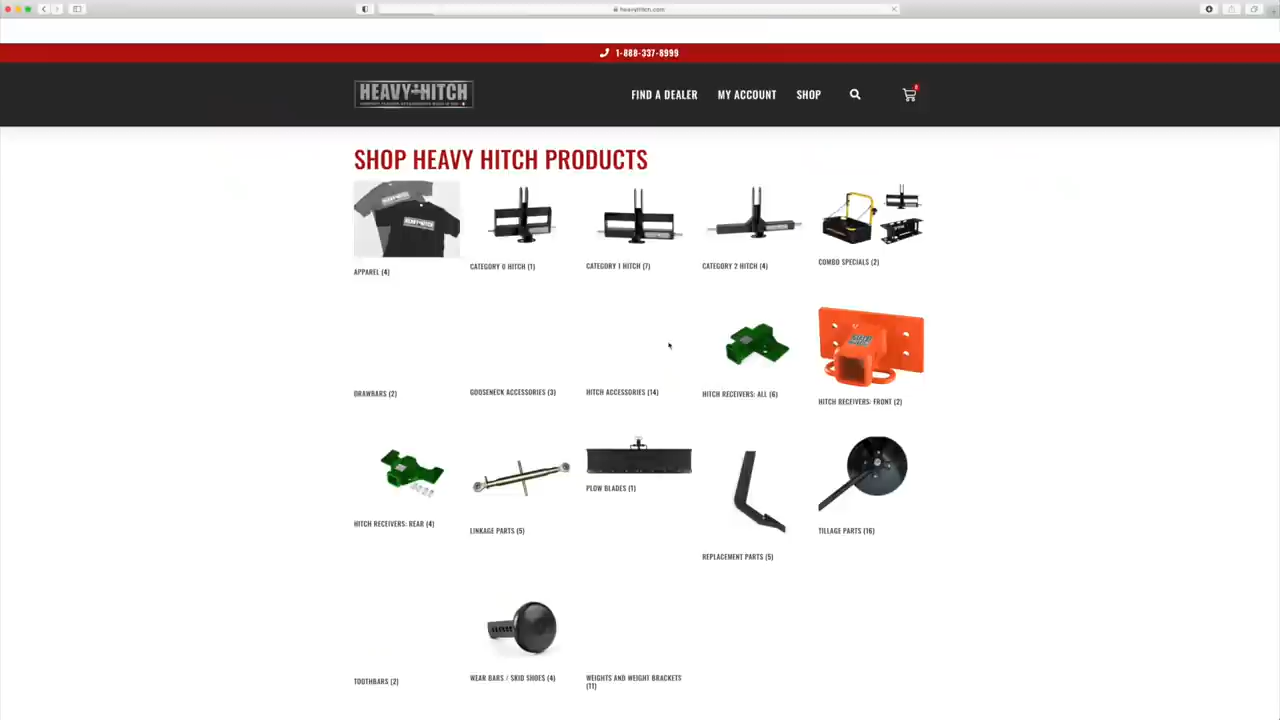 heavyhitch.com
1-888-337-8999
HEAVY HITCH
FIND A DEALER
MY ACCOUNT
SHOP
SHOP HEAVY HITCH PRODUCTS
APPAREL (4)
CATEGORY 0 HITCH (1)
CATEGORY 1 HITCH (7)
CATEGORY 2 HITCH (4)
COMBO SPECIALS (2)
DRAWBARS (2)
GOOSENECK ACCESSORIES (3)
HITCH ACCESSORIES (14)
HITCH RECEIVERS: ALL (6)
HITCH RECEIVERS: FRONT (2)
HITCH RECEIVERS: REAR (4)
LINKAGE PARTS (5)
PLOW BLADES (1)
REPLACEMENT PARTS (5)
TILLAGE PARTS (16)
TOOTHBARS (2)
WEAR BARS / SKID SHOES (4)
WEIGHTS AND WEIGHT BRACKETS
(11)